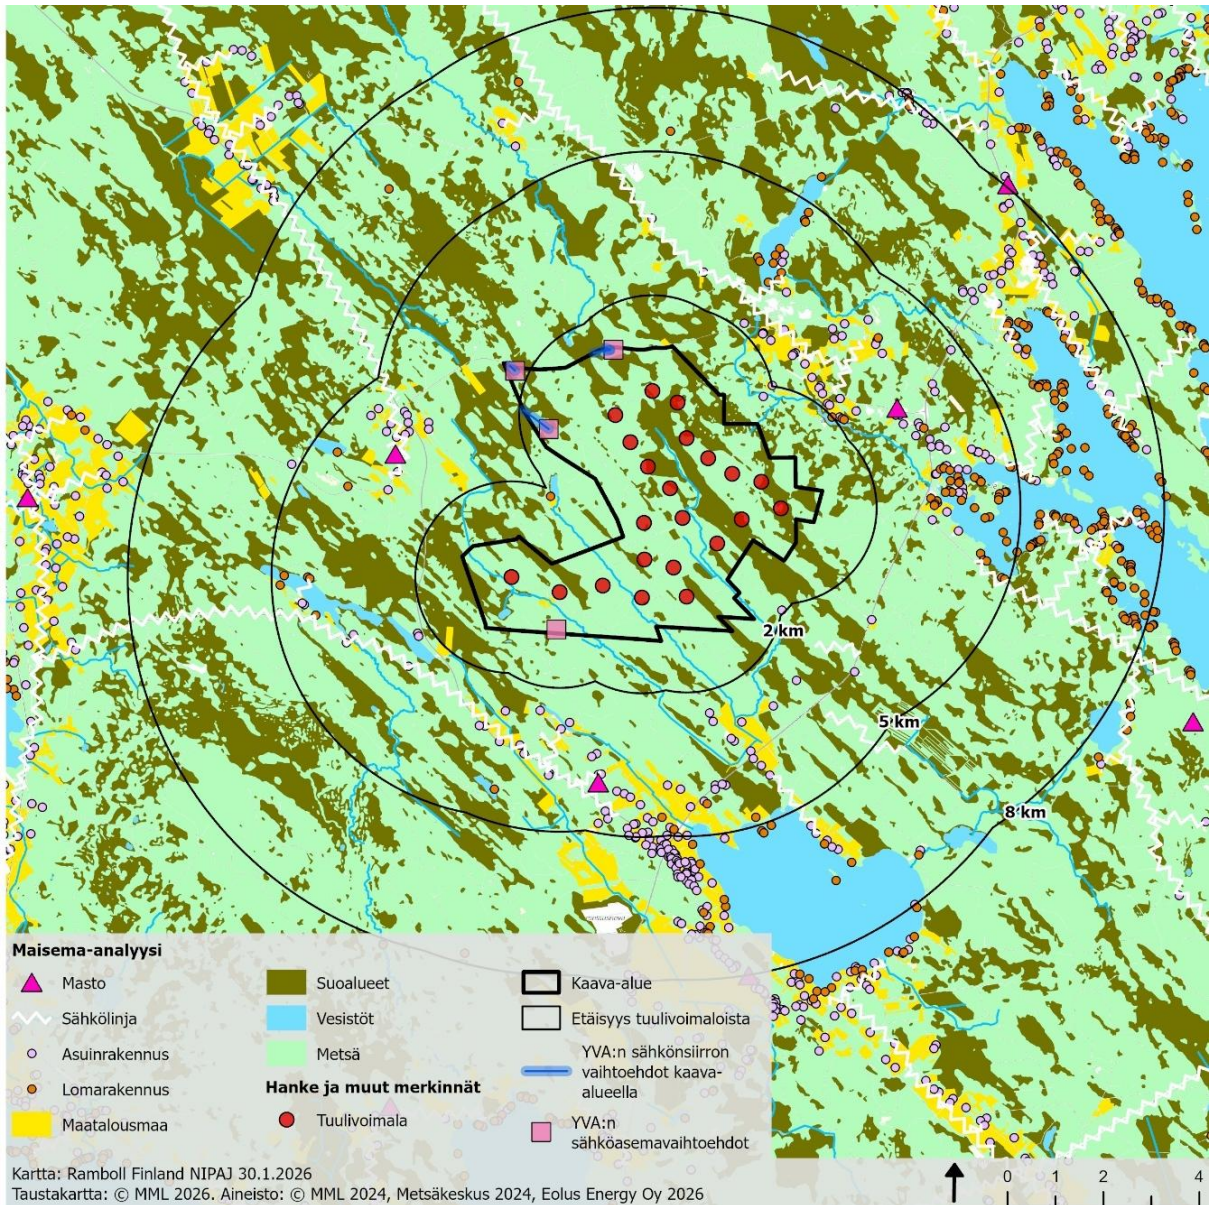 2 km
5 km
8 km
Maisema-analyysi
Masto
Sähkölinja
Asuinrakennus
Lomarakennus
Maatalousmaa
Suoalueet
Vesistöt
Metsä
Hanke ja muut merkinnät
Tuulivoimala
Kaava-alue
Etäisyys tuulivoimaloista
YVA:n sähkönsiirron
vaihtoehdot kaava-
alueella
YVA:n
sähköasemavaihtoehdot
Kartta: Ramboll Finland NIPAJ 30.1.2026
Taustakartta: © MML 2026. Aineisto: © MML 2024, Metsäkeskus 2024, Eolus Energy Oy 2026
0 1 2 4